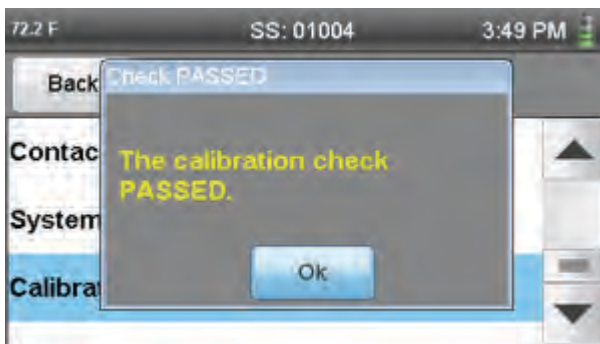 72.2 F SS: 01004 3:49 PM
Back
Check PASSED
Contac
The calibration check
PASSED.
System
Ok
Calibra